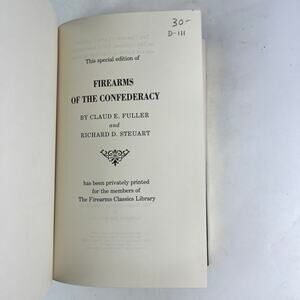 30-
D-111
This special edition of
FIREARMS
OF THE CONFEDERACY
BY CLAUD E. FULLER
and
RICHARD D. STEUART
has been privately printed
for the members of
The Firearms Classics Library